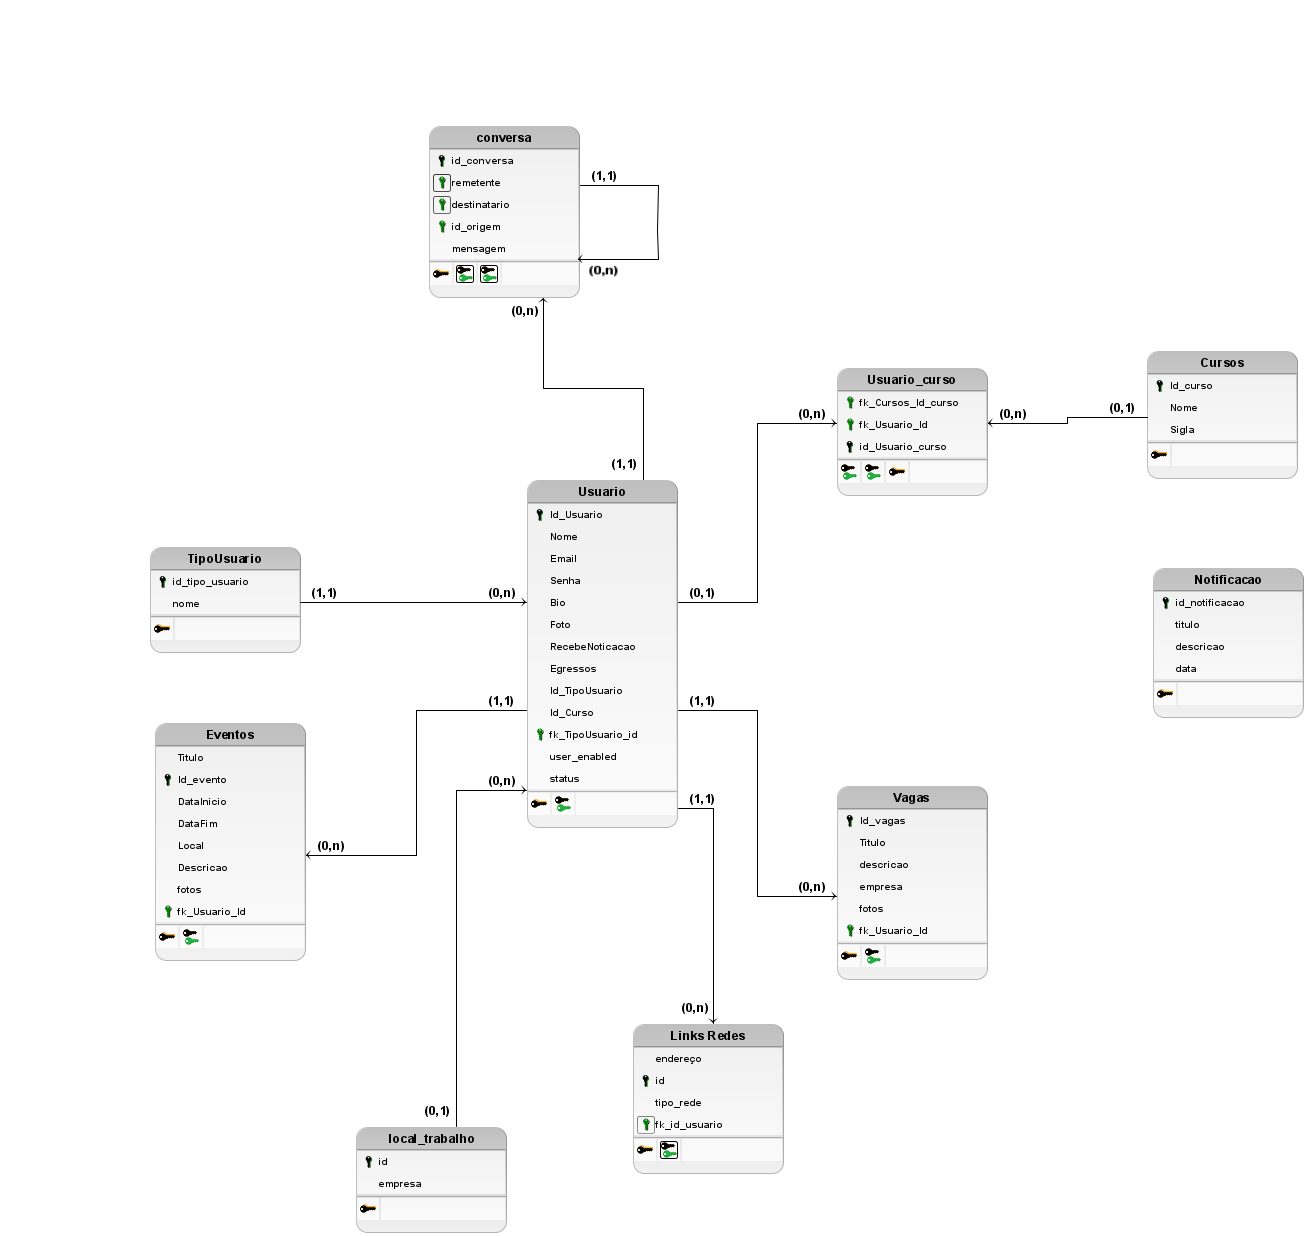 conversa
id_conversa
remetente
destinatario
id_origem
mensagem
(1,1)
(0,n)
(0,n)
(1,1)
Usuario_curso
fk_Cursos_Id_curso
fk_Usuario_Id
id_Usuario_curso
(0,n)
(0,n)
(0,1)
Cursos
Id_curso
Nome
Sigla
Usuario
Id_Usuario
Nome
Email
Senha
Bio
Foto
RecebeNoticacao
Egressos
Id_TipoUsuario
Id_Curso
fk_TipoUsuario_id
user_enabled
status
TipoUsuario
id_tipo_usuario
nome
(1,1)
(0,n)
(0,1)
Notificacao
id_notificacao
titulo
descricao
data
(1,1)
(1,1)
Eventos
Titulo
Id_evento
DataInicio
DataFim
Local
Descricao
fotos
fk_Usuario_Id
(0,n)
(0,n)
(1,1)
Vagas
Id_vagas
Titulo
descricao
empresa
fotos
fk_Usuario_Id
(0,n)
(0,n)
Links Redes
endereço
id
tipo_rede
fk_id_usuario
(0,1)
local_trabalho
id
empresa